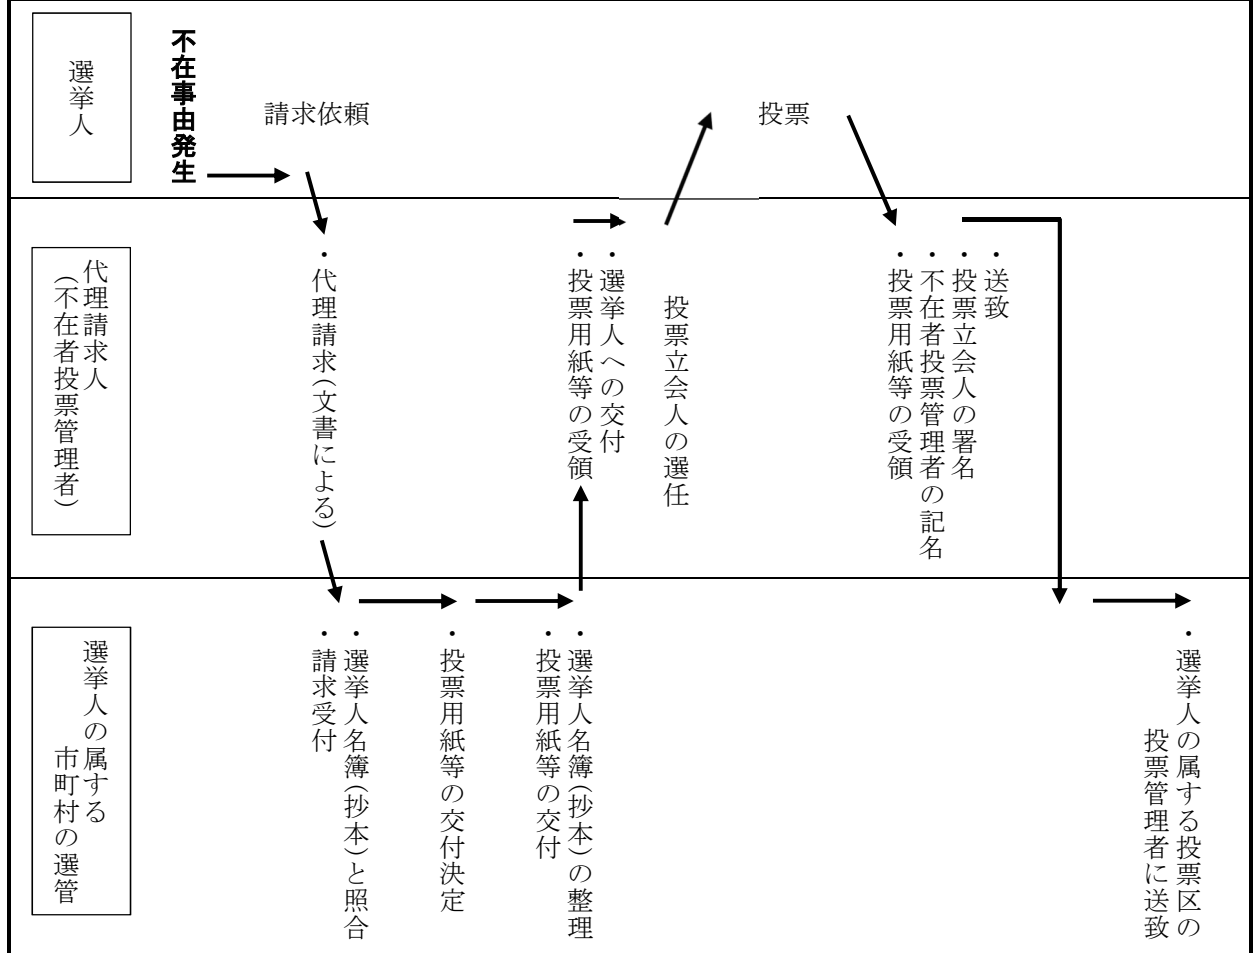 選挙人
不在事由発生
請求依頼
投票
代理請求人
（不在者投票管理者）
・代理請求（文書による）
・投票用紙等の受領
・選挙人への交付
投票立会人の選任
・投票用紙等の受領
・不在者投票管理者の記名
・投票立会人の署名
・送致
選挙人の属する
市町村の選管
・請求受付
・選挙人名簿（抄本）と照合
・投票用紙等の交付決定
・投票用紙等の交付
・選挙人名簿（抄本）の整理
・選挙人の属する投票区の
投票管理者に送致